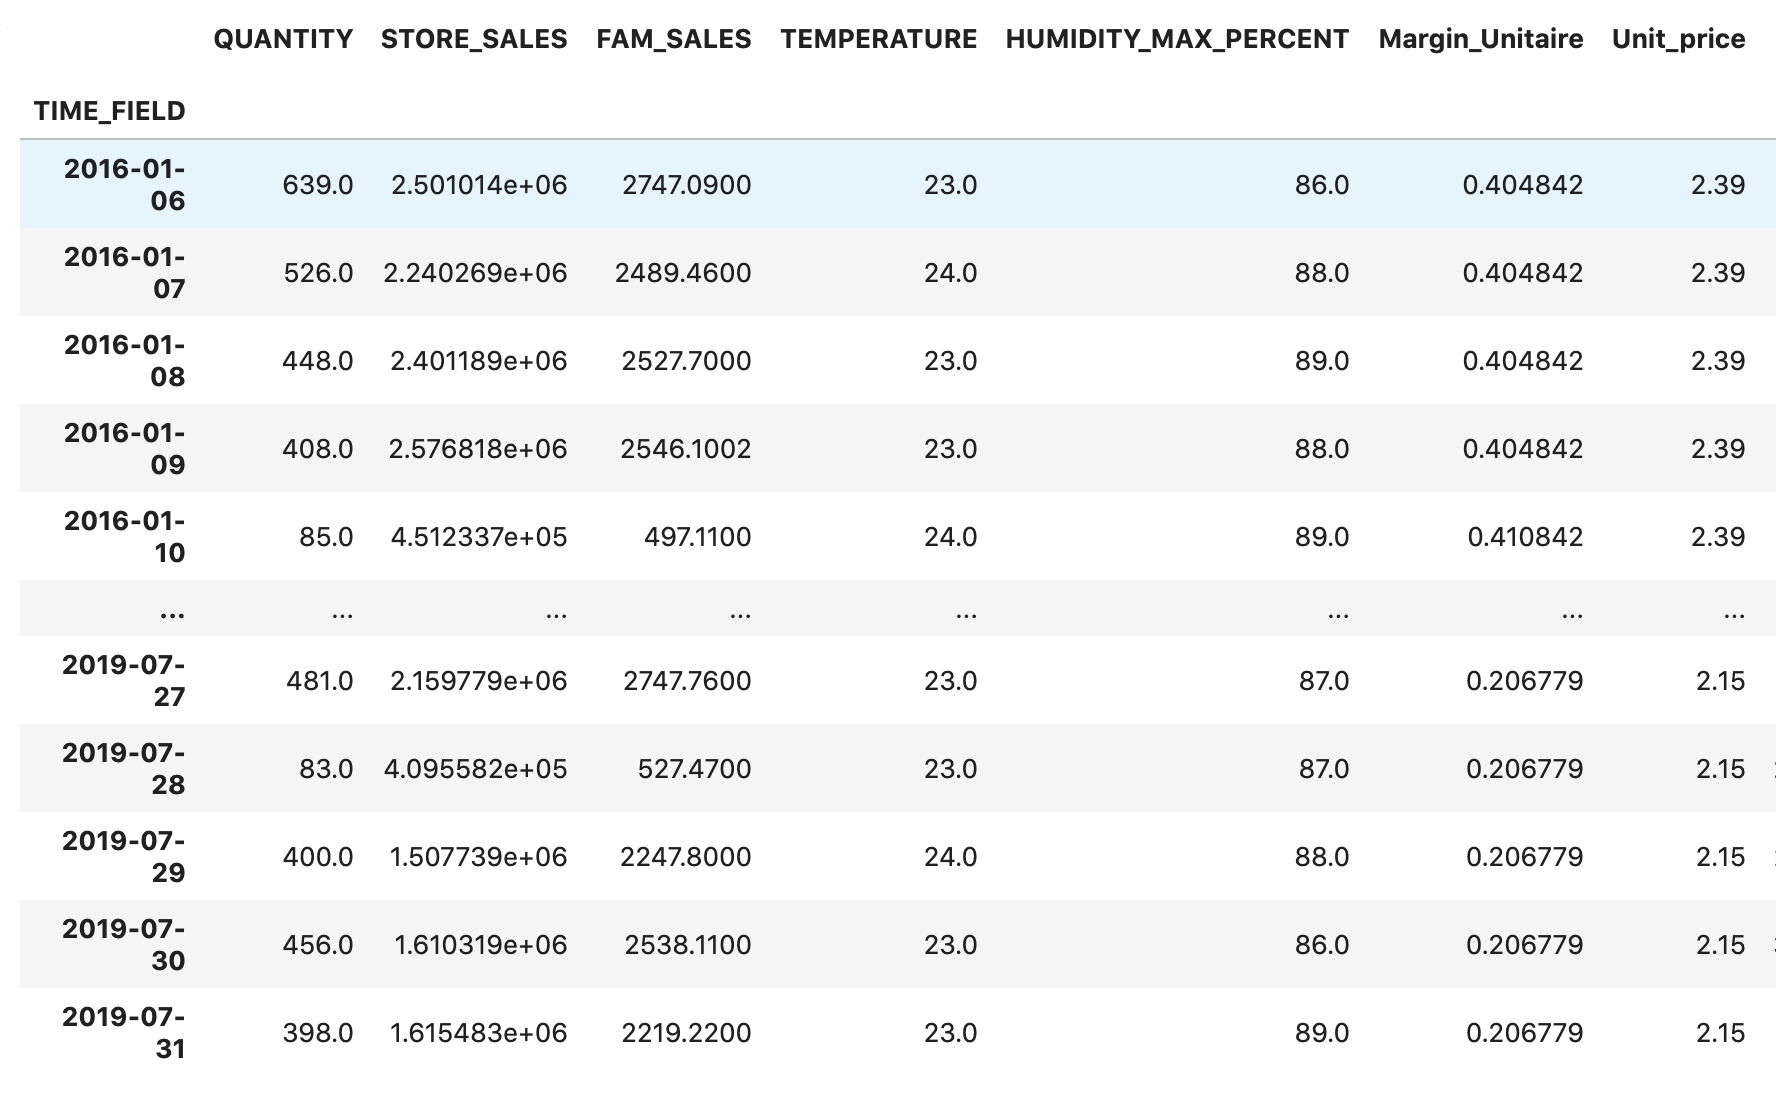 QUANTITY STORE_SALES FAM_SALES TEMPERATURE HUMIDITY_MAX_PERCENT Margin_Unitaire Unit_price
TIME_FIELD
2016-01-
06 639.0 2.501014e+06 2747.0900 23.0 86.0 0.404842 2.39
2016-01-
07 526.0 2.240269e+06 2489.4600 24.0 88.0 0.404842 2.39
2016-01-
08 448.0 2.401189e+06 2527.7000 23.0 89.0 0.404842 2.39
2016-01-
09 408.0 2.576818e+06 2546.1002 23.0 88.0 0.404842 2.39
2016-01-
10 85.0 4.512337e+05 497.1100 24.0 89.0 0.410842 2.39
... ... ... ... ... ... ... ...
2019-07-
27 481.0 2.159779e+06 2747.7600 23.0 87.0 0.206779 2.15
2019-07-
28 83.0 4.095582e+05 527.4700 23.0 87.0 0.206779 2.15
2019-07-
29 400.0 1.507739e+06 2247.8000 24.0 88.0 0.206779 2.15
2019-07-
30 456.0 1.610319e+06 2538.1100 23.0 86.0 0.206779 2.15
2019-07-
31 398.0 1.615483e+06 2219.2200 23.0 89.0 0.206779 2.15